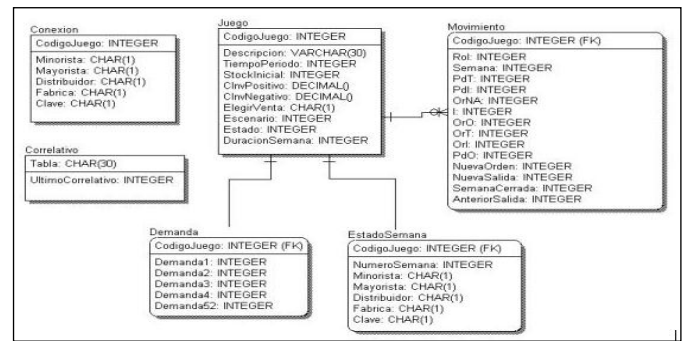 Conexion
CodigoJuego: INTEGER
Minorista: CHAR(1)
Mayorista: CHAR(1)
Distribuidor: CHAR(1)
Fabrica: CHAR(1)
Clave: CHAR(1)
Correlativo
Tabla: CHAR(30)
UltimoCorrelativo: INTEGER
Juego
CodigoJuego: INTEGER
Descripcion: VARCHAR(30)
TiempoPeriodo: INTEGER
StockInicial: INTEGER
CInvPositivo: DECIMAL()
CInvNegativo: DECIMAL()
ElegirVenta: CHAR(1)
Escenario: INTEGER
Estado: INTEGER
DuracionSemana: INTEGER
Movimiento
CodigoJuego: INTEGER (FK)
Rol: INTEGER
Semana: INTEGER
PdT: INTEGER
PdI: INTEGER
OrNA: INTEGER
I: INTEGER
OrO: INTEGER
OrT: INTEGER
OrI: INTEGER
PdO: INTEGER
NuevaOrden: INTEGER
NuevaSalida: INTEGER
SemanaCerrada: INTEGER
AnteriorSalida: INTEGER
Demanda
CodigoJuego: INTEGER (FK)
Demanda1: INTEGER
Demanda2: INTEGER
Demanda3: INTEGER
Demanda4: INTEGER
Demanda52: INTEGER
EstadoSemana
CodigoJuego: INTEGER (FK)
NumeroSemana: INTEGER
Minorista: CHAR(1)
Mayorista: CHAR(1)
Distribuidor: CHAR(1)
Fabrica: CHAR(1)
Clave: CHAR(1)